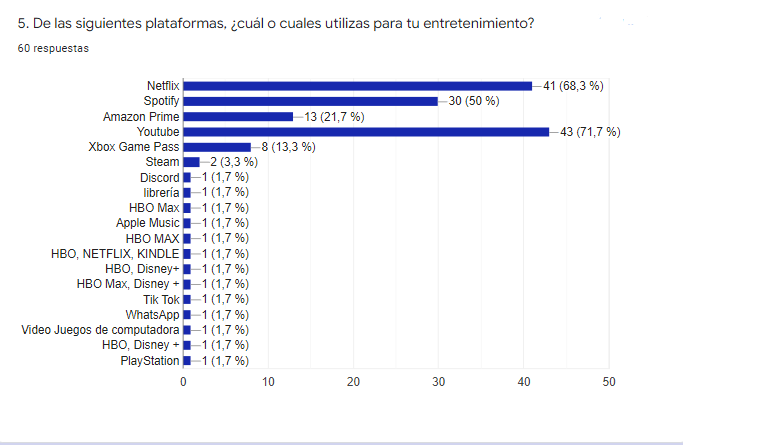 5. De las siguientes plataformas, ¿cuál o cuales utilizas para tu entretenimiento?
60 respuestas
Netflix 41 (68,3 %)
Spotify 30 (50 %)
Amazon Prime 13 (21,7 %)
Youtube 43 (71,7 %)
Xbox Game Pass 8 (13,3 %)
Steam 2 (3,3 %)
Discord 1 (1,7 %)
librería 1 (1,7 %)
HBO Max 1 (1,7 %)
Apple Music 1 (1,7 %)
HBO MAX 1 (1,7 %)
HBO, NETFLIX, KINDLE 1 (1,7 %)
HBO, Disney+ 1 (1,7 %)
HBO Max, Disney + 1 (1,7 %)
Tik Tok 1 (1,7 %)
WhatsApp 1 (1,7 %)
Video Juegos de computadora 1 (1,7 %)
HBO, Disney + 1 (1,7 %)
PlayStation 1 (1,7 %)
0 10 20 30 40 50